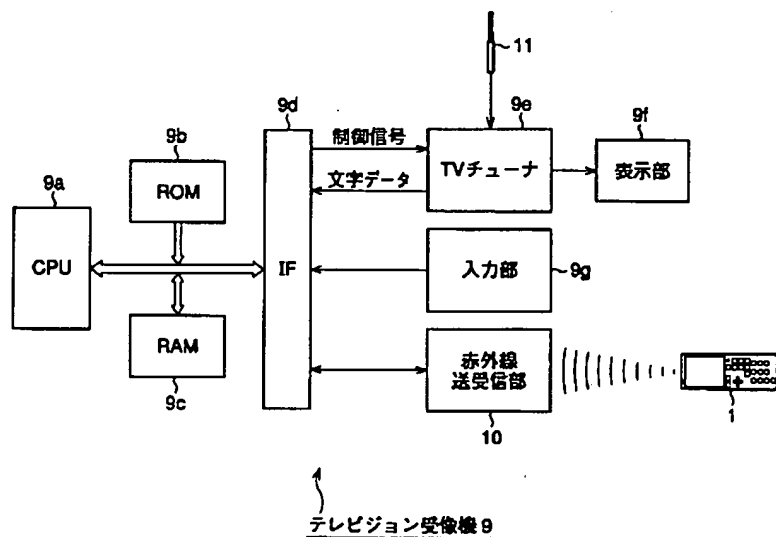 11
9d
9e
9f
制御信号
9b
TVチューナ
表示部
文字データ
9a
ROM
CPU
IF
入力部
9g
RAM
赤外線
送受信部
9c
10
1
テレビジョン受像機9